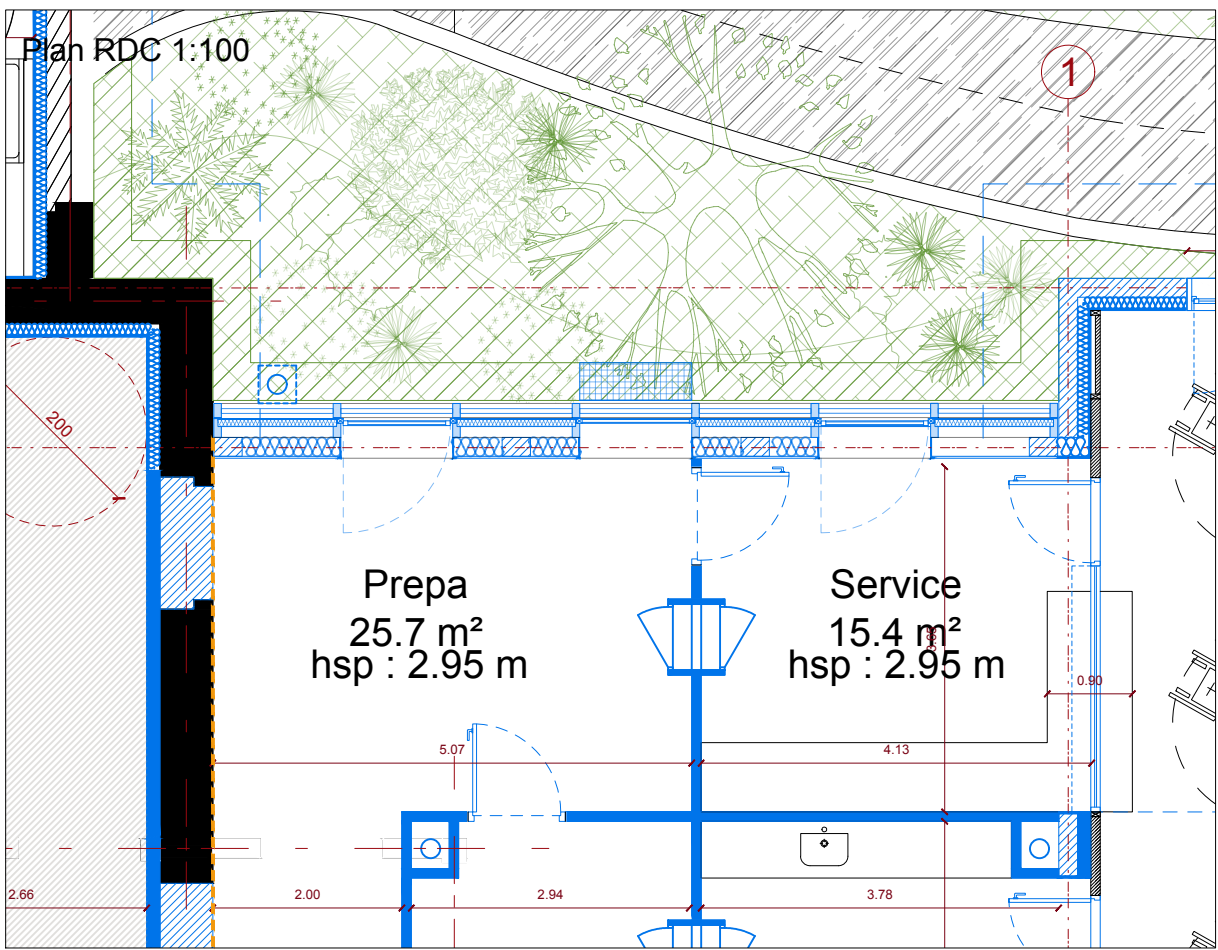 Plan RDC 1:100
1
200
Prepa
25.7 m²
hsp : 2.95 m
Service
15.4 m²
hsp : 2.95 m
0.90
5.07
4.13
2.66
2.00
2.94
3.78